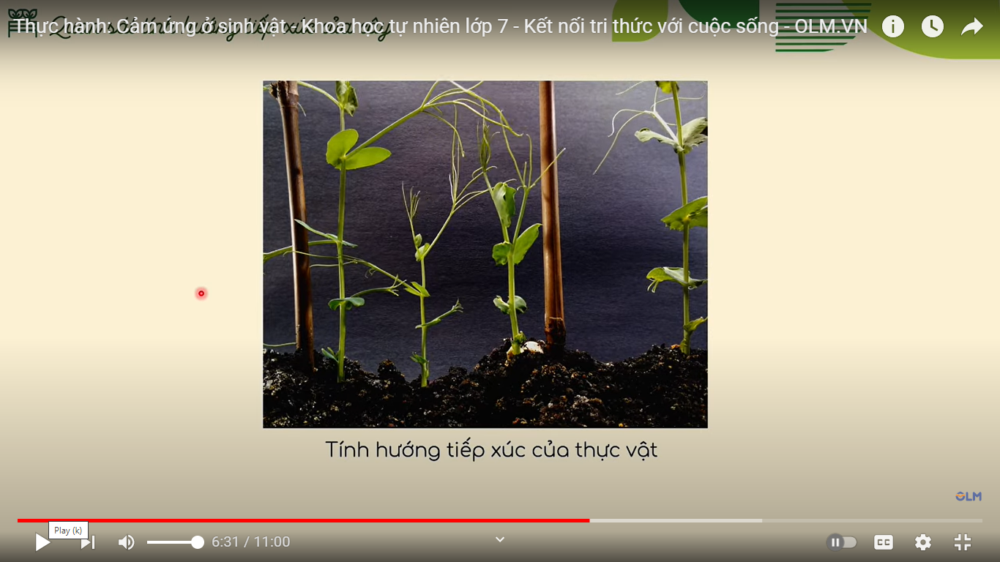 Thực hành: Cảm ứng ở sinh vật - Khoa học tự nhiên lớp 7 - Kết nối tri thức với cuộc sống - OLM.VN
Tính hướng tiếp xúc của thực vật
OLM
Play (k)
6:31 / 11:00
CC